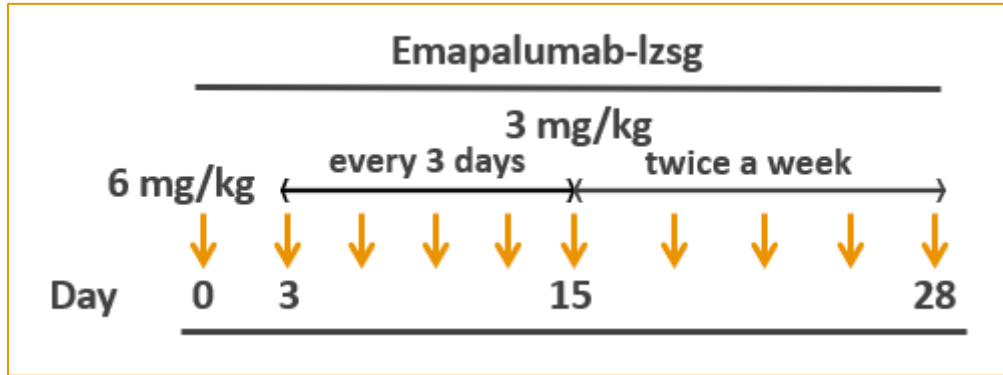 Emapalumab-lzsg
3 mg/kg
every 3 days twice a week
6 mg/kg
Day 0 3 15 28